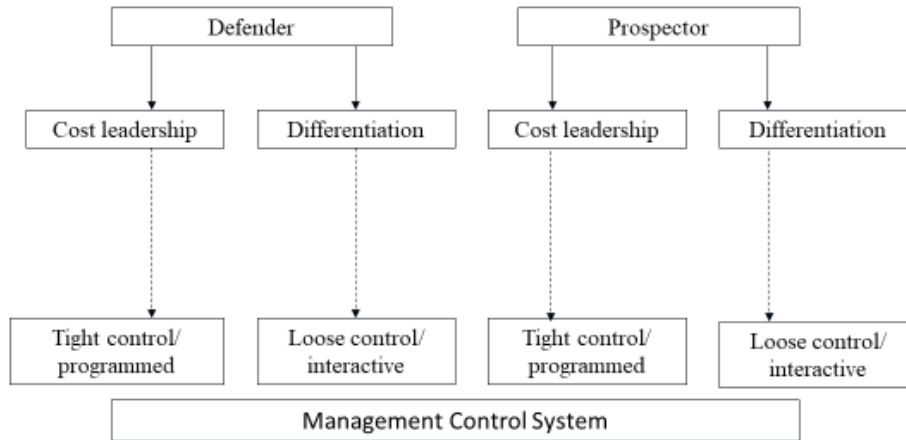 Defender
Prospector
Cost leadership
Differentiation
Cost leadership
Differentiation
Tight control/
programmed
Loose control/
interactive
Tight control/
programmed
Loose control/
interactive
Management Control System